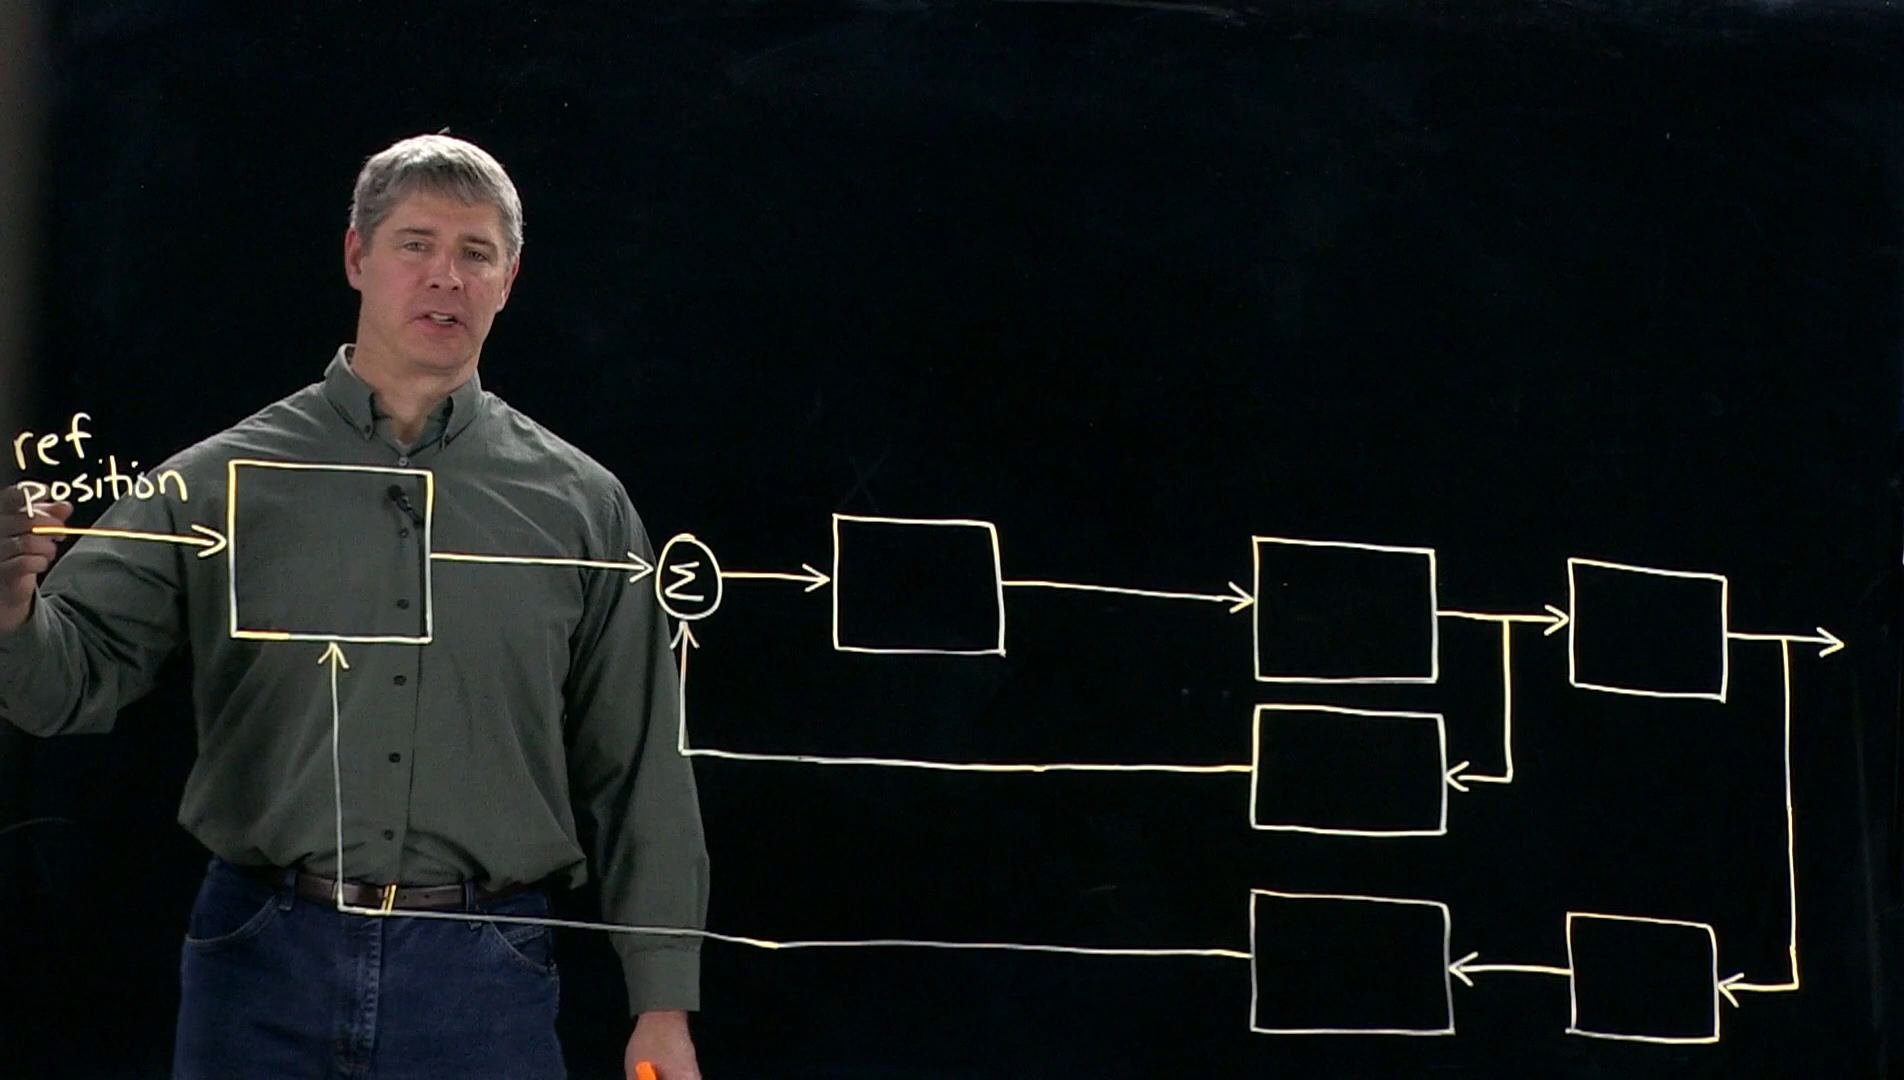 ref
position
Σ